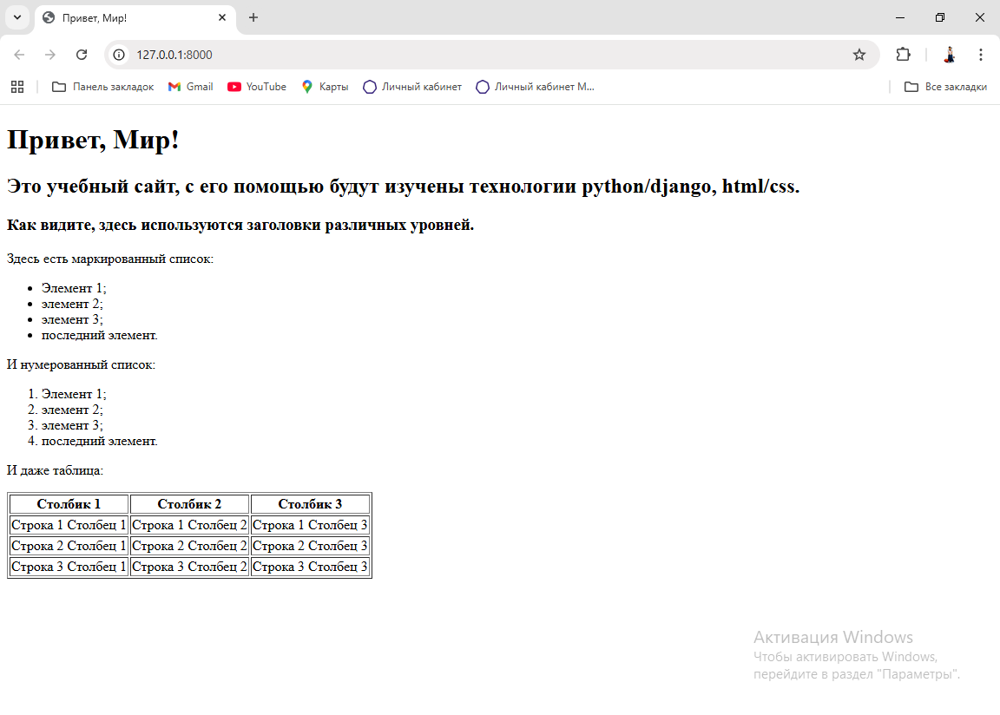 Привет, Мир!
127.0.0.1:8000
Панель закладок Gmail YouTube Карты Личный кабинет Личный кабинет М... Все закладки
Привет, Мир!
Это учебный сайт, с его помощью будут изучены технологии python/django, html/css.
Как видите, здесь используются заголовки различных уровней.
Здесь есть маркированный список:
• Элемент 1;
• элемент 2;
• элемент 3;
• последний элемент.
И нумерованный список:
1. Элемент 1;
2. элемент 2;
3. элемент 3;
4. последний элемент.
И даже таблица:
Столбик 1 Столбик 2 Столбик 3
Строка 1 Столбец 1 Строка 1 Столбец 2 Строка 1 Столбец 3
Строка 2 Столбец 1 Строка 2 Столбец 2 Строка 2 Столбец 3
Строка 3 Столбец 1 Строка 3 Столбец 2 Строка 3 Столбец 3
Активация Windows
Чтобы активировать Windows,
перейдите в раздел "Параметры".